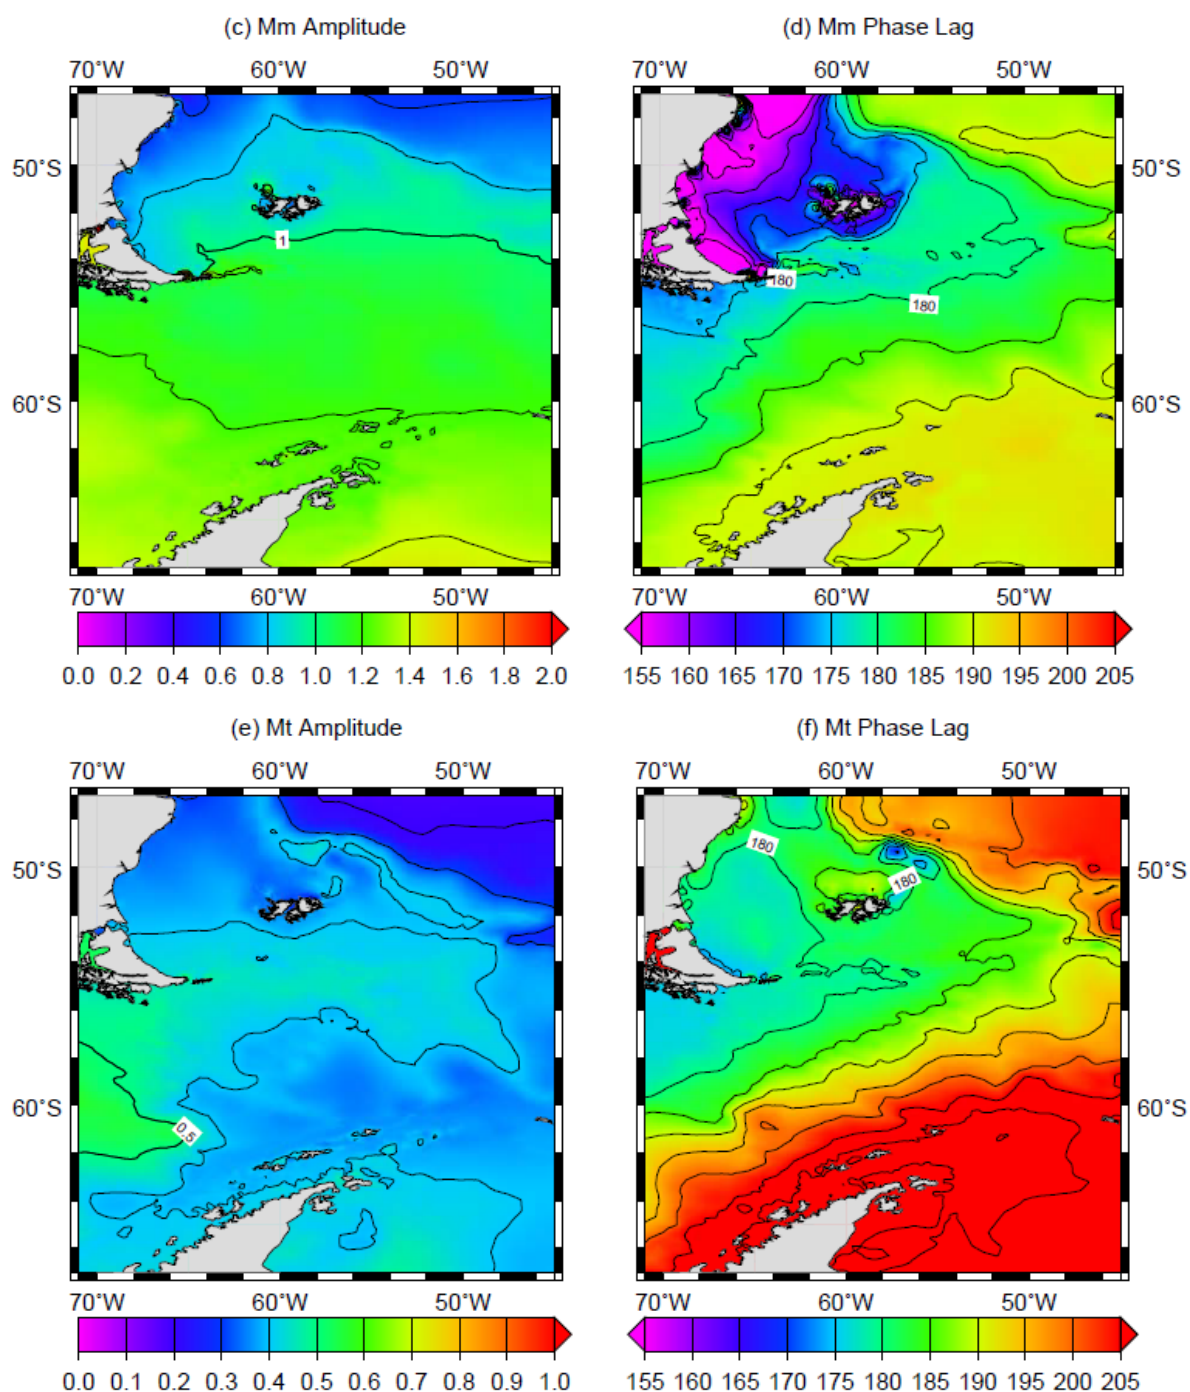 (c) Mm Amplitude
(d) Mm Phase Lag
70°W 60°W 50°W
70°W 60°W 50°W
50°S
50°S
1
180
180
60°S
60°S
70°W 60°W 50°W
70°W 60°W 50°W
0.0 0.2 0.4 0.6 0.8 1.0 1.2 1.4 1.6 1.8 2.0
155 160 165 170 175 180 185 190 195 200 205
(e) Mt Amplitude
(f) Mt Phase Lag
70°W 60°W 50°W
70°W 60°W 50°W
180
50°S
50°S
180
60°S
60°S
0.5
70°W 60°W 50°W
70°W 60°W 50°W
0.0 0.1 0.2 0.3 0.4 0.5 0.6 0.7 0.8 0.9 1.0
155 160 165 170 175 180 185 190 195 200 205